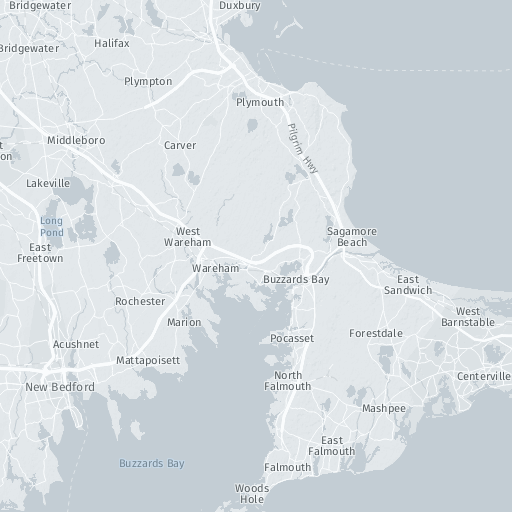 Bridgewater
Duxbury
Halifax
Bridgewater
Plympton
Plymouth
Pilgrim Hwy
Middleboro
Carver
Lakeville
Long
Pond
East
Freetown
West
Wareham
Sagamore
Beach
Wareham
Buzzards Bay
East
Sandwich
Rochester
Marion
West
Barnstable
Forestdale
Pocasset
Acushnet
Mattapoisett
New Bedford
North
Falmouth
Centerville
Mashpee
East
Falmouth
Buzzards Bay
Falmouth
Woods
Hole